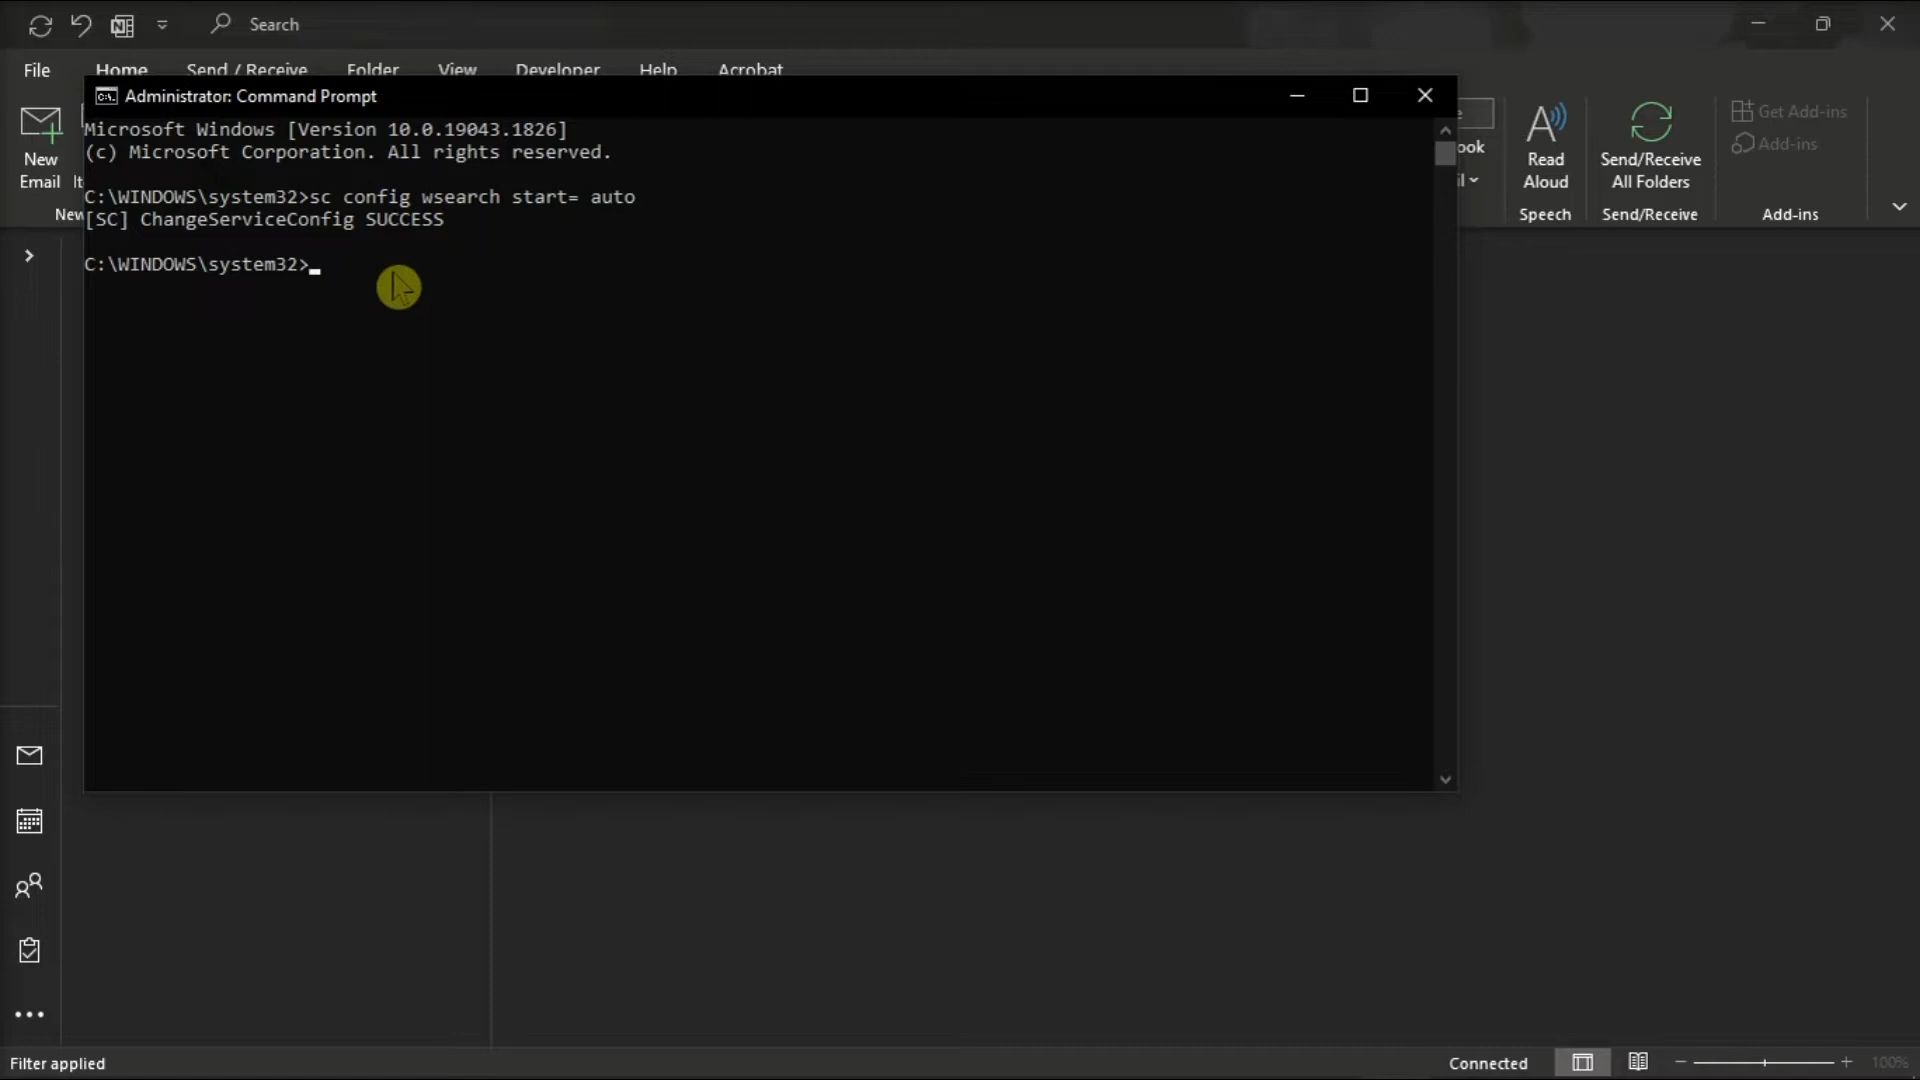 Search
File Home Send / Receive Folder View Developer Help Acrobat
Administrator: Command Prompt
Microsoft Windows [Version 10.0.19043.1826]
(c) Microsoft Corporation. All rights reserved.
C:\WINDOWS\system32>sc config wsearch start= auto
[SC] ChangeServiceConfig SUCCESS
C:\WINDOWS\system32>
New
Email
New
ook
Read
Aloud
Speech
Send/Receive
All Folders
Send/Receive
Get Add-ins
Add-ins
Add-ins
Filter applied
Connected
100%